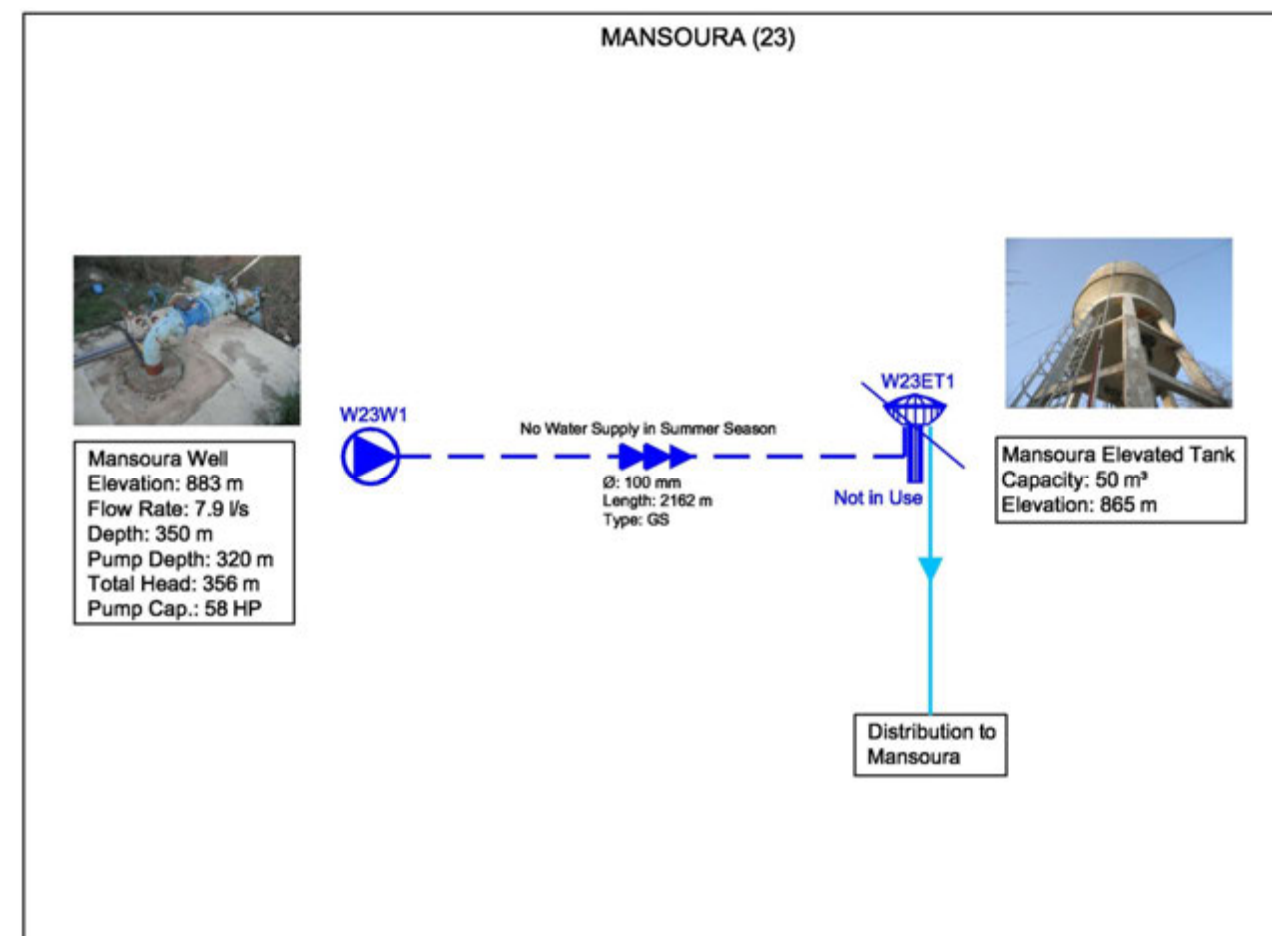 MANSOURA (23)
W23W1
No Water Supply in Summer Season
Ø: 100 mm
Length: 2162 m
Type: GS
W23ET1
Not in Use
Mansoura Well
Elevation: 883 m
Flow Rate: 7.9 l/s
Depth: 350 m
Pump Depth: 320 m
Total Head: 356 m
Pump Cap.: 58 HP
Mansoura Elevated Tank
Capacity: 50 m³
Elevation: 865 m
Distribution to
Mansoura